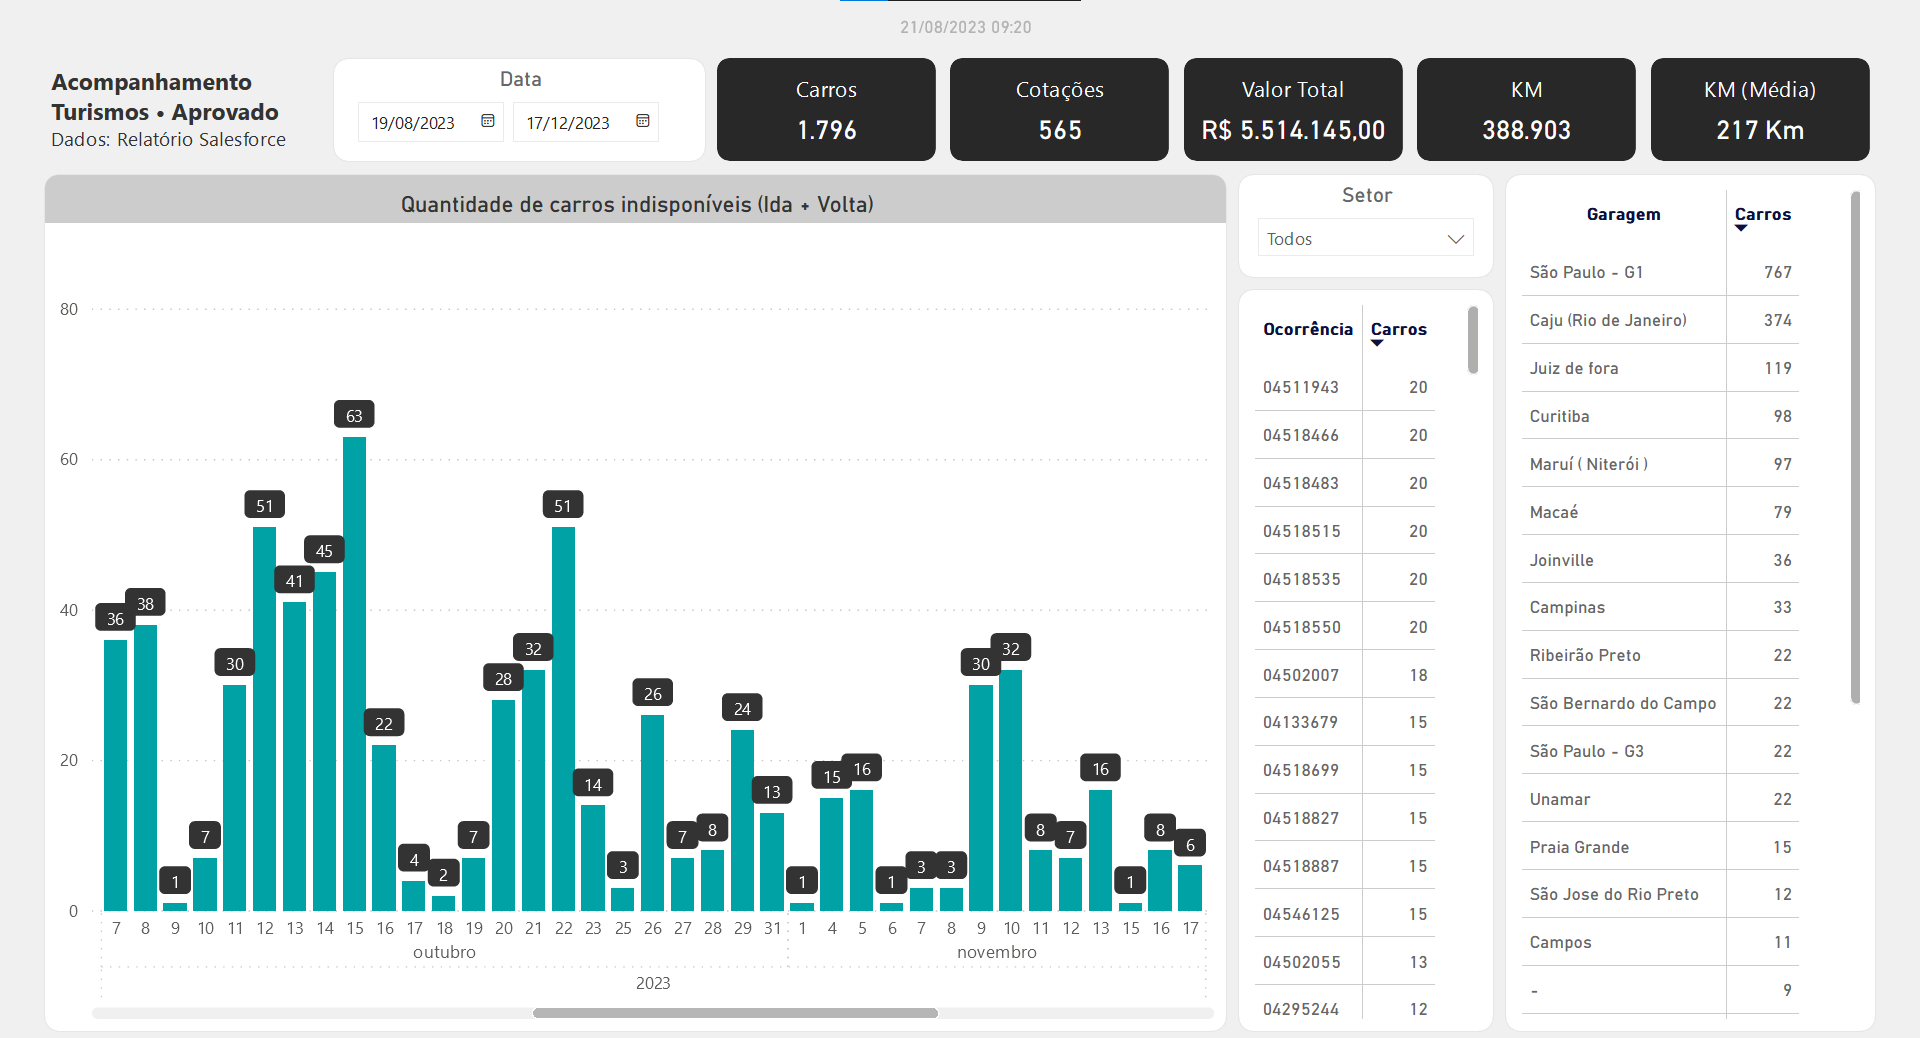 21/08/2023 09:20
Acompanhamento
Turismos • Aprovado
Dados: Relatório Salesforce
Data
19/08/2023
17/12/2023
Carros
1.796
Cotações
565
Valor Total
R$ 5.514.145,00
KM
388.903
KM (Média)
217 Km
Quantidade de carros indisponíveis (Ida + Volta)
80
60
40
20
0
36 38 1 7 30 51 41 45 63 22 4 2 7 28 32 51 14 3 26 7 8 24 13 1 15 16 1 3 3 30 32 8 7 16 1 8 6
7 8 9 10 11 12 13 14 15 16 17 18 19 20 21 22 23 25 26 27 28 29 31 1 4 5 6 7 8 9 10 11 12 13 15 16 17
outubro novembro
2023
Setor
Todos
Ocorrência Carros
04511943 20
04518466 20
04518483 20
04518515 20
04518535 20
04518550 20
04502007 18
04133679 15
04518699 15
04518827 15
04518887 15
04546125 15
04502055 13
04295244 12
Garagem Carros
São Paulo - G1 767
Caju (Rio de Janeiro) 374
Juiz de fora 119
Curitiba 98
Maruí ( Niterói ) 97
Macaé 79
Joinville 36
Campinas 33
Ribeirão Preto 22
São Bernardo do Campo 22
São Paulo - G3 22
Unamar 22
Praia Grande 15
São Jose do Rio Preto 12
Campos 11
- 9